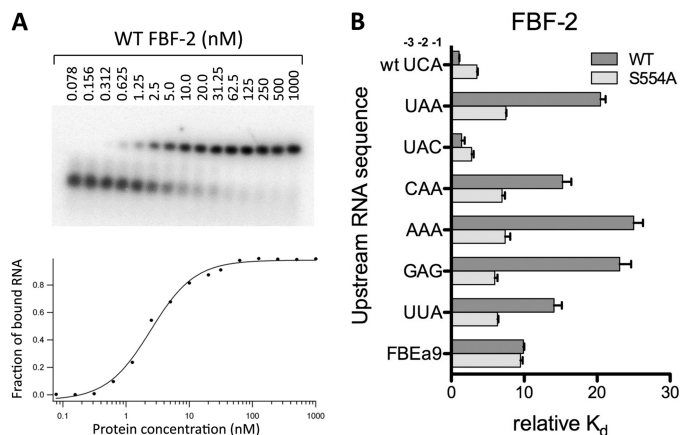 A
WT FBF-2 (nM)
0.078 0.156 0.312 0.625 1.25 2.5 5.0 10.0 20.0 31.25 62.5 125 250 500 1000
Fraction of bound RNA
0.8
0.6
0.4
0.2
0.0
0.1 1 10 100 1000
Protein concentration (nM)
B
FBF-2
-3 -2 -1
WT
S554A
Upstream RNA sequence
wt UCA
UAA
UAC
CAA
AAA
GAG
UUA
FBEa9
0 10 20 30
relative Kd